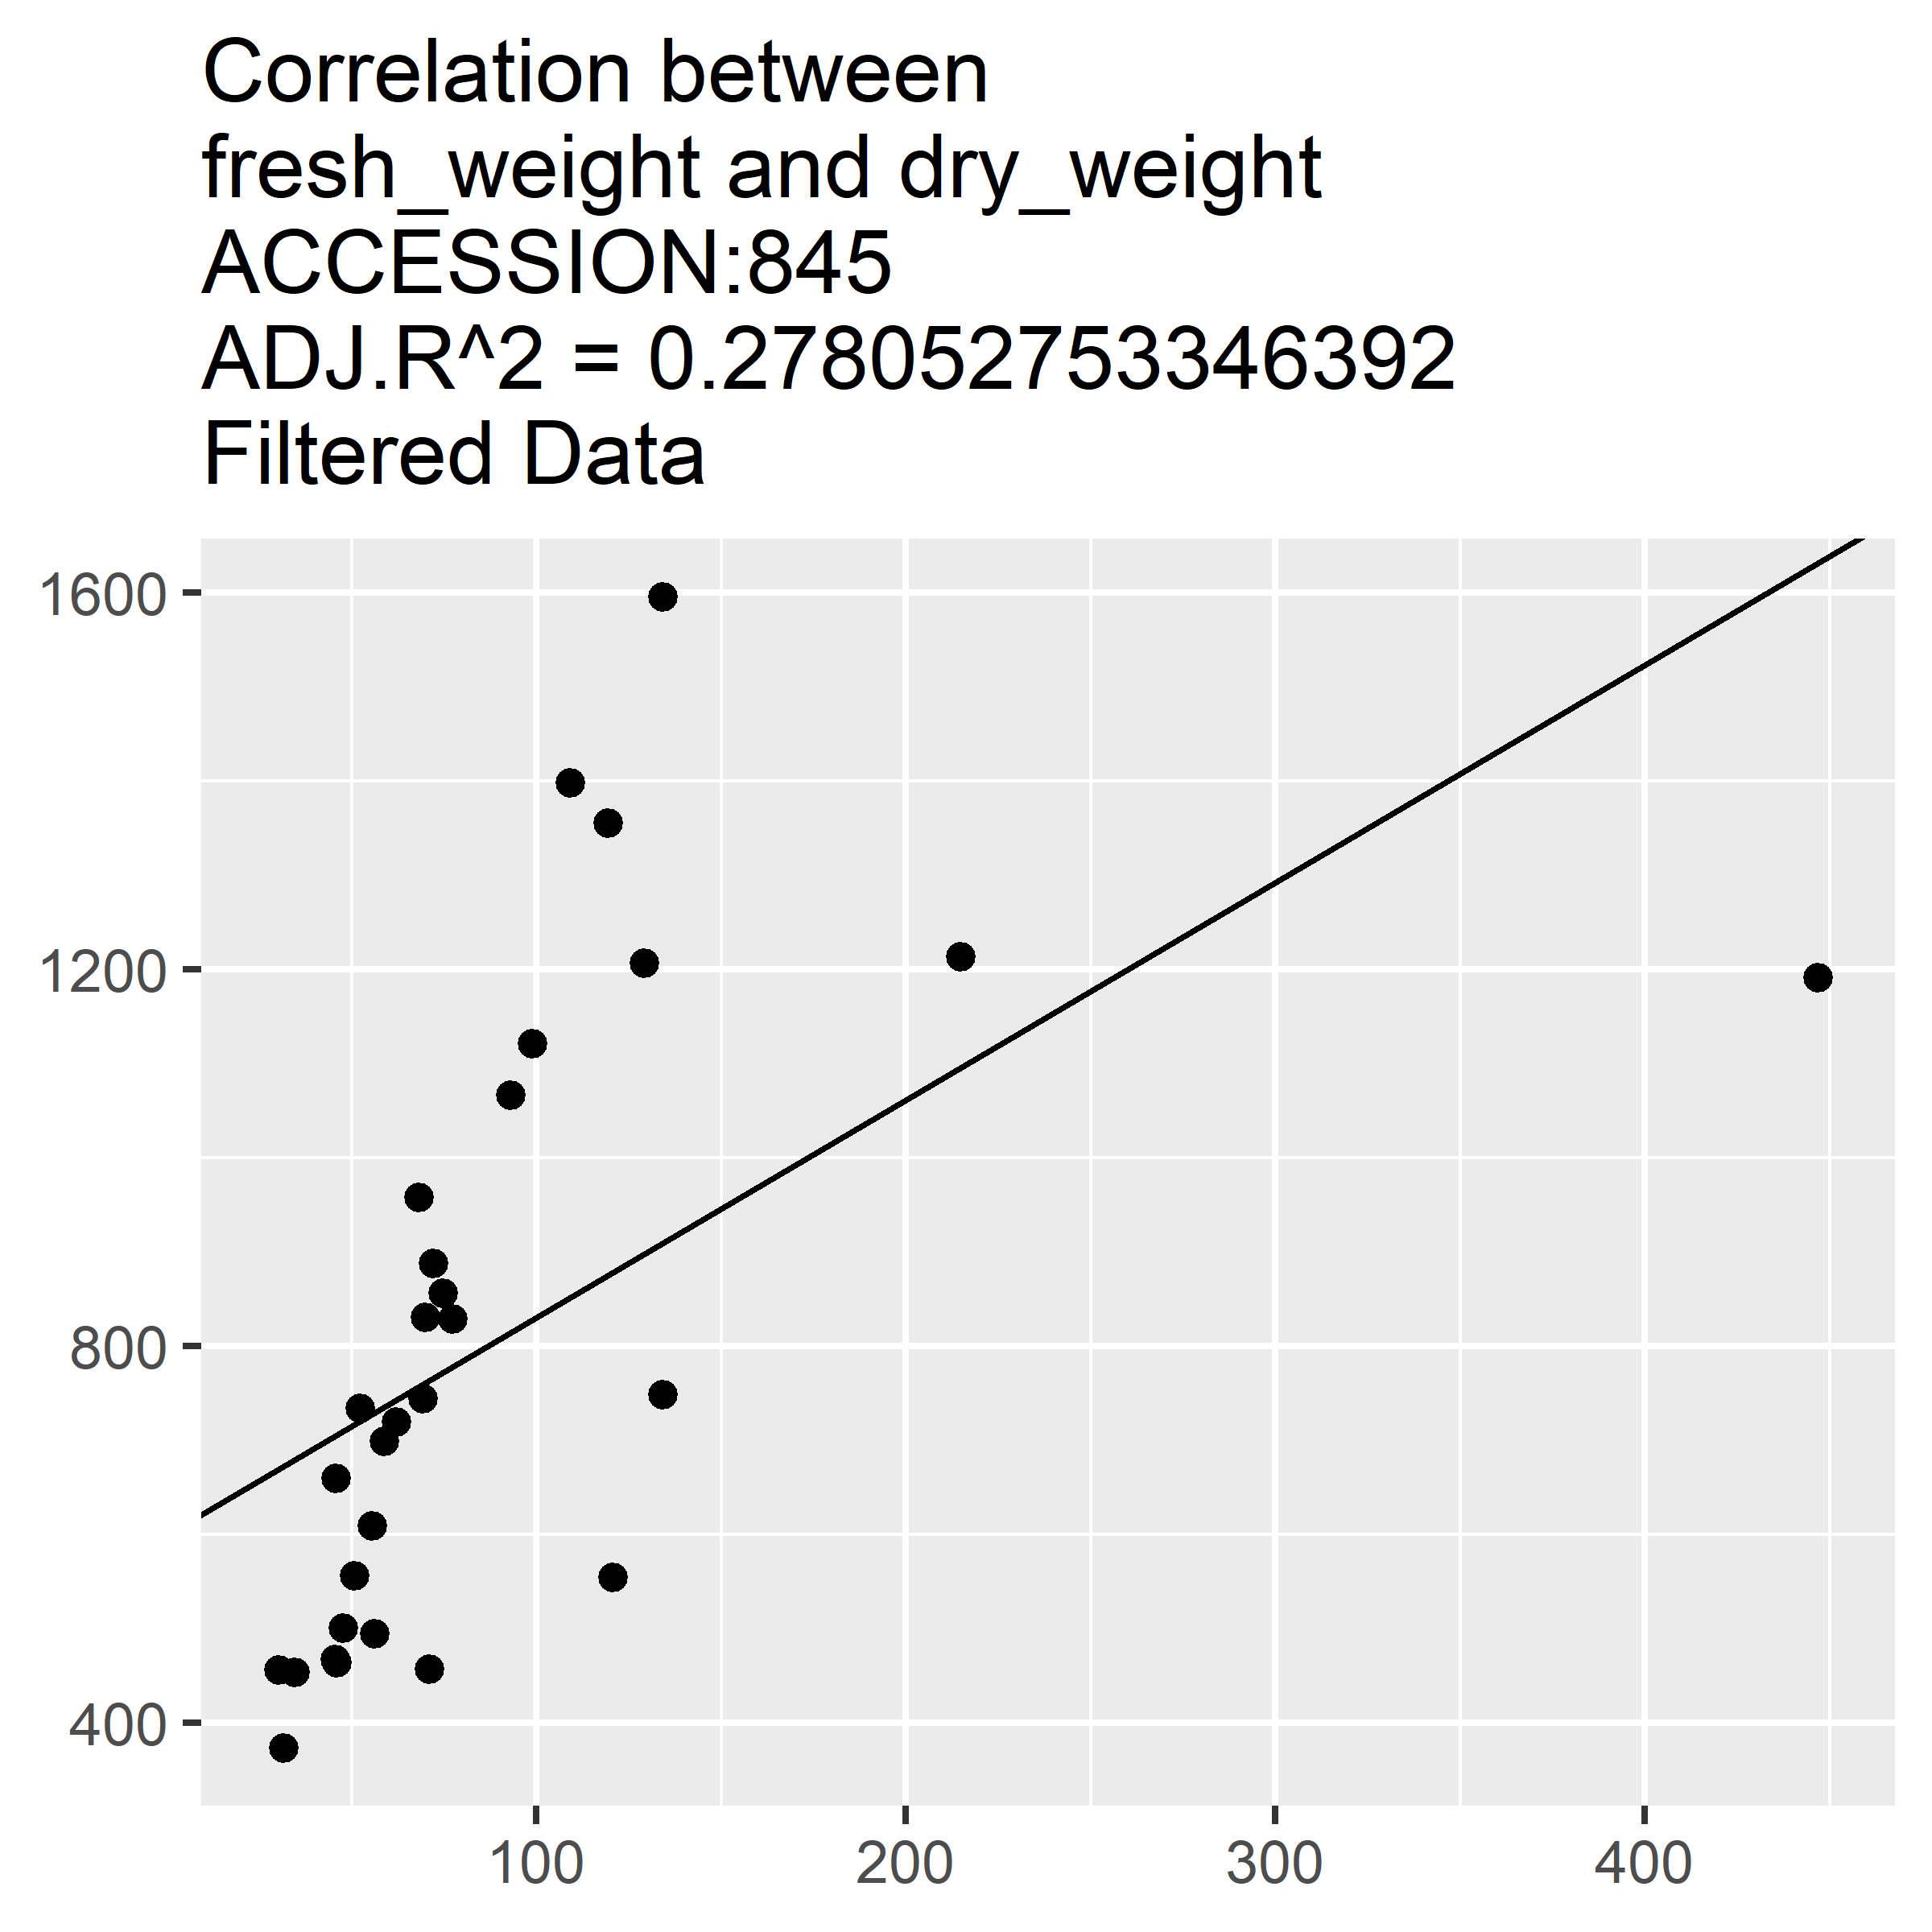 Correlation between
fresh_weight and dry_weight
ACCESSION:845
ADJ.R^2 = 0.278052753346392
Filtered Data
1600
1200
800
400
100
200
300
400